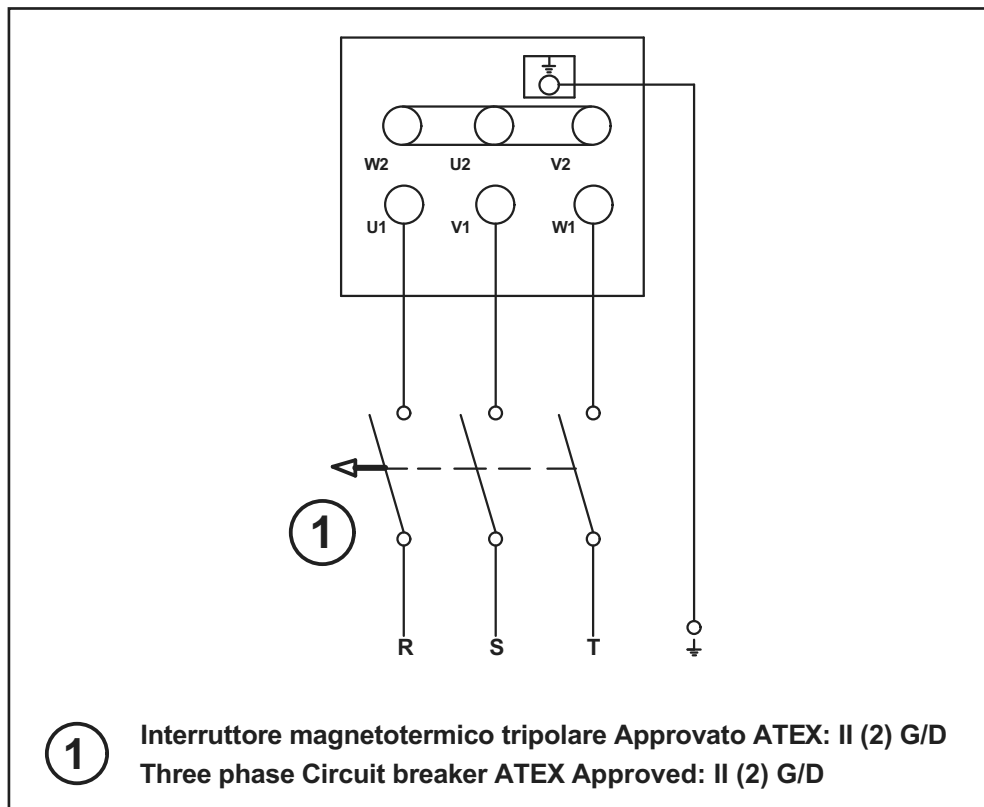 W2 U2 V2
U1 V1 W1
1
R S T
1
Interruttore magnetotermico tripolare Approvato ATEX: II (2) G/D
Three phase Circuit breaker ATEX Approved: II (2) G/D